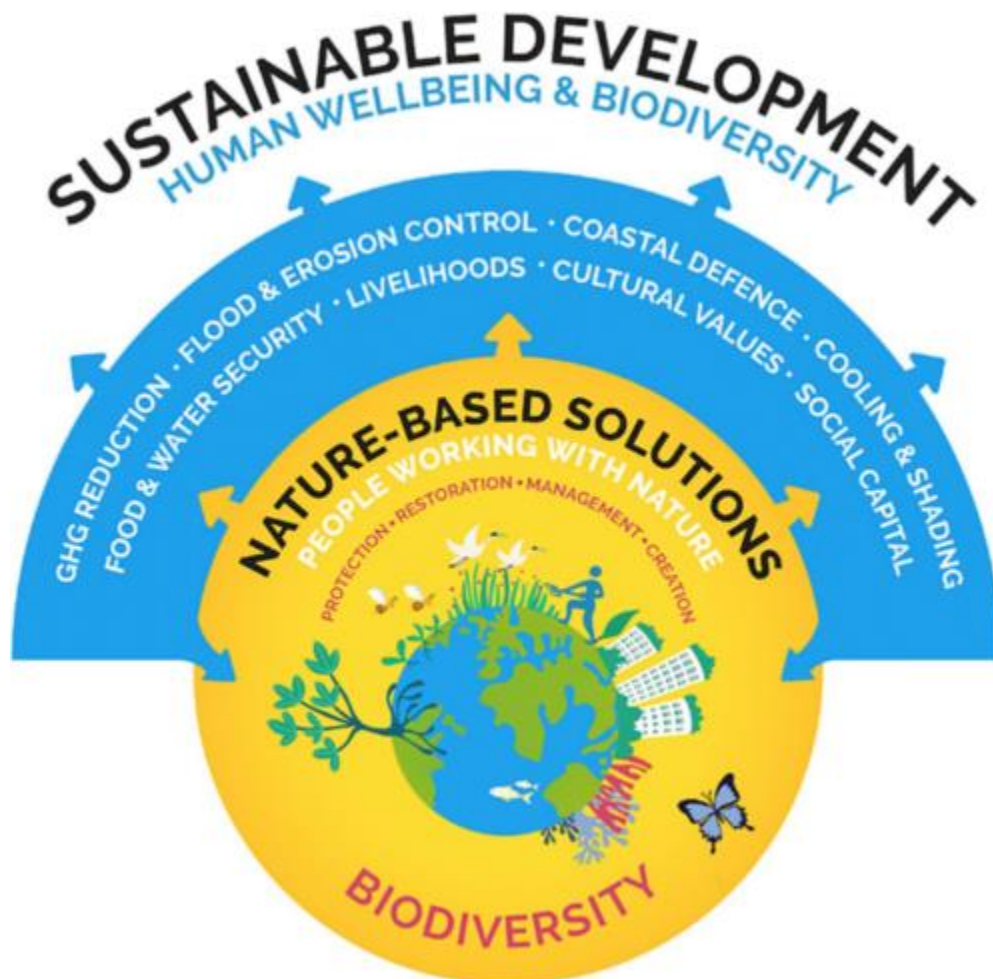 SUSTAINABLE DEVELOPMENT
HUMAN WELLBEING & BIODIVERSITY
GHG REDUCTION · FLOOD & EROSION CONTROL · COASTAL DEFENCE · COOLING & SHADING
FOOD & WATER SECURITY · LIVELIHOODS · CULTURAL VALUES · SOCIAL CAPITAL
NATURE-BASED SOLUTIONS
PEOPLE WORKING WITH NATURE
PROTECTION • RESTORATION • MANAGEMENT • CREATION
BIODIVERSITY